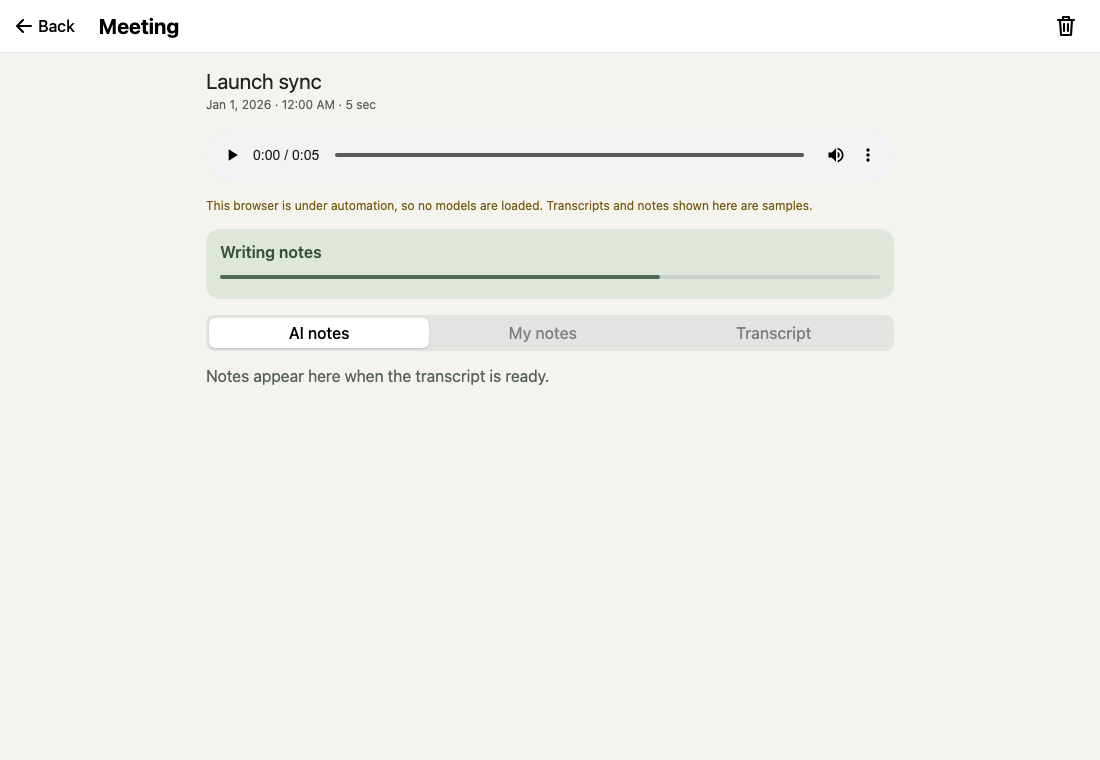 Back
Meeting
Launch sync
Jan 1, 2026 · 12:00 AM · 5 sec
0:00 / 0:05
This browser is under automation, so no models are loaded. Transcripts and notes shown here are samples.
Writing notes
AI notes
My notes
Transcript
Notes appear here when the transcript is ready.